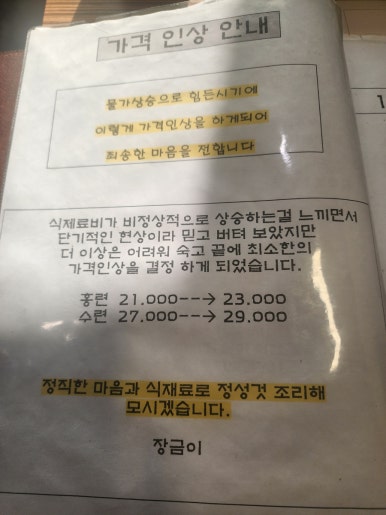 가격 인상 안내
물가상승으로 힘든시기에
이렇게 가격인상을 하게되어
죄송한 마음을 전합니다
식제료비가 비정상적으로 상승하는걸 느끼면서
단기적인 현상이라 믿고 버텨 보았지만
더 이상은 어려워 숙고 끝에 최소한의
가격인상을 결정 하게 되었습니다.
홍련 21.000--→ 23.000
수련 27.000--→ 29.000
정직한 마음과 식재료로 정성껏 조리해
모시겠습니다.
장금이
1